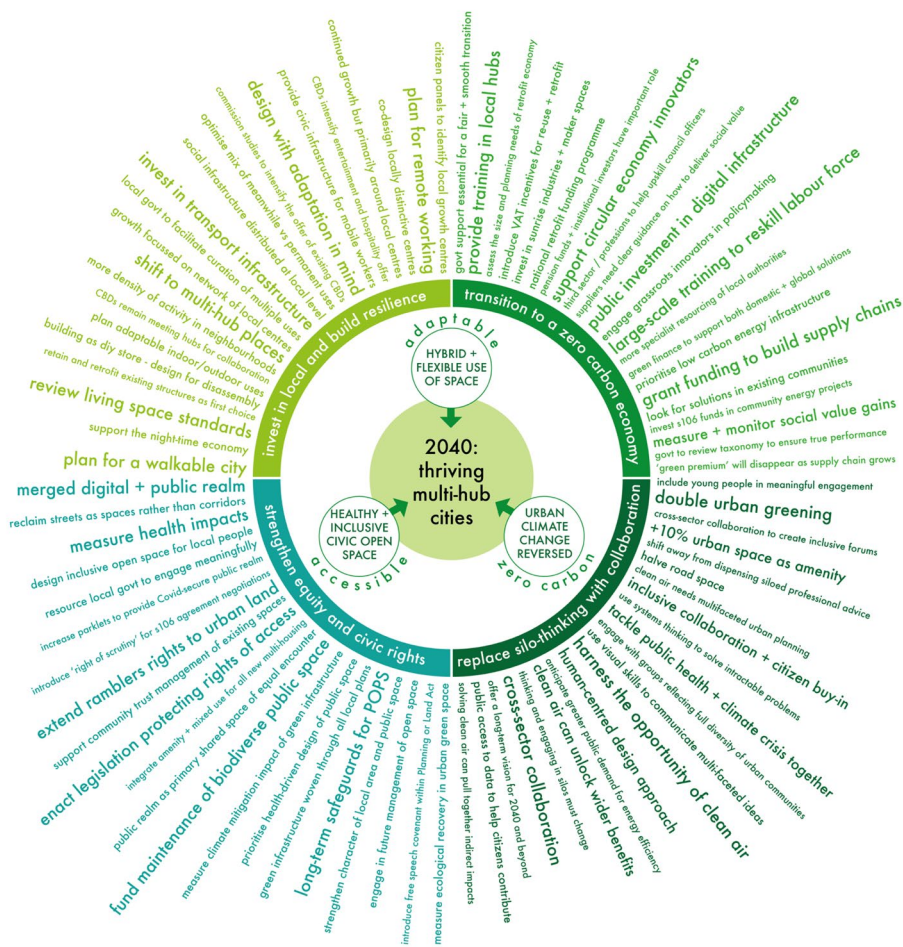 2040:
thriving
multi-hub
cities
adaptable
HYBRID +
FLEXIBLE USE
OF SPACE
accessible
HEALTHY +
INCLUSIVE
CIVIC OPEN
SPACE
zero carbon
URBAN
CLIMATE
CHANGE
REVERSED
invest in local and build resilience
plan for a walkable city
support the night-time economy
review living space standards
retain and retrofit existing structures as first choice
building as diy store - design for disassembly
plan adaptable indoor/outdoor uses
CBDs remain meeting hubs for collaboration
more density of activity in neighbourhoods
shift to multi-hub places
growth focused on network of local centres
local govt to facilitate curation of multiple uses
invest in transport infrastructure
social infrastructure distributed at local level
optimise mix of meanwhile vs permanent uses
commission studies to intensify the offer of existing CBDs
design with adaptation in mind
provide civic infrastructure for mobile workers
CBDs intensify entertainment and hospitality offer
continued growth but primarily around local centres
co-design locally distinctive centres
plan for remote working
citizen panels to identify local growth centres
transition to a zero carbon economy
govt support essential for a fair + smooth transition
provide training in local hubs
assess the size and planning needs of retrofit economy
introduce VAT incentives for re-use + retrofit
invest in sunrise industries + maker spaces
national retrofit funding programme
pension funds + institutional investors have important role
support circular economy innovators
third sector / professions to help upskill council officers
suppliers need clear guidance on how to deliver social value
public investment in digital infrastructure
engage grassroots innovators in policymaking
large-scale training to reskill labour force
more specialist resourcing of local authorities
green finance to support both domestic + global solutions
prioritise low carbon energy infrastructure
grant funding to build supply chains
look for solutions in existing communities
invest s106 funds in community energy projects
measure + monitor social value gains
govt to review taxonomy to ensure true performance
'green premium' will disappear as supply chain grows
replace silo-thinking with collaboration
include young people in meaningful engagement
double urban greening
cross-sector collaboration to create inclusive forums
+10% urban space as amenity
shift away from dispensing siloed professional advice
halve road space
clean air needs multifaceted urban planning
inclusive collaboration + citizen buy-in
use systems thinking to solve intractable problems
tackle public health + climate crisis together
engage with groups reflecting full diversity of urban communities
use visual skills to communicate multifaceted ideas
harness the opportunity of clean air
human-centred design approach
anticipate greater public demand for energy efficiency
clean air can unlock wider benefits
thinking and engaging in silos must change
cross-sector collaboration
offer a long-term vision for 2040 and beyond
public access to data to help citizens contribute
solving clean air can pull together indirect impacts
strengthen equity and civic rights
merged digital + public realm
reclaim streets as spaces rather than corridors
measure health impacts
design inclusive open space for local people
resource local govt to engage meaningfully
increase parklets to provide Covid-secure public realm
introduce 'right of scrutiny' for s106 agreement negotiations
extend ramblers rights to urban land
support community trust management of existing spaces
enact legislation protecting rights of access
integrate amenity + mixed use for all new multihousing
public realm as primary shared space of equal encounter
fund maintenance of biodiverse public space
measure climate mitigation impact of green infrastructure
prioritise health-driven design of public space
green infrastructure woven through all local plans
long-term safeguards for POPS
strengthen character of local area and public space
engage in future management of open space
introduce free speech covenant within Planning or Land Act
measure ecological recovery in urban green space